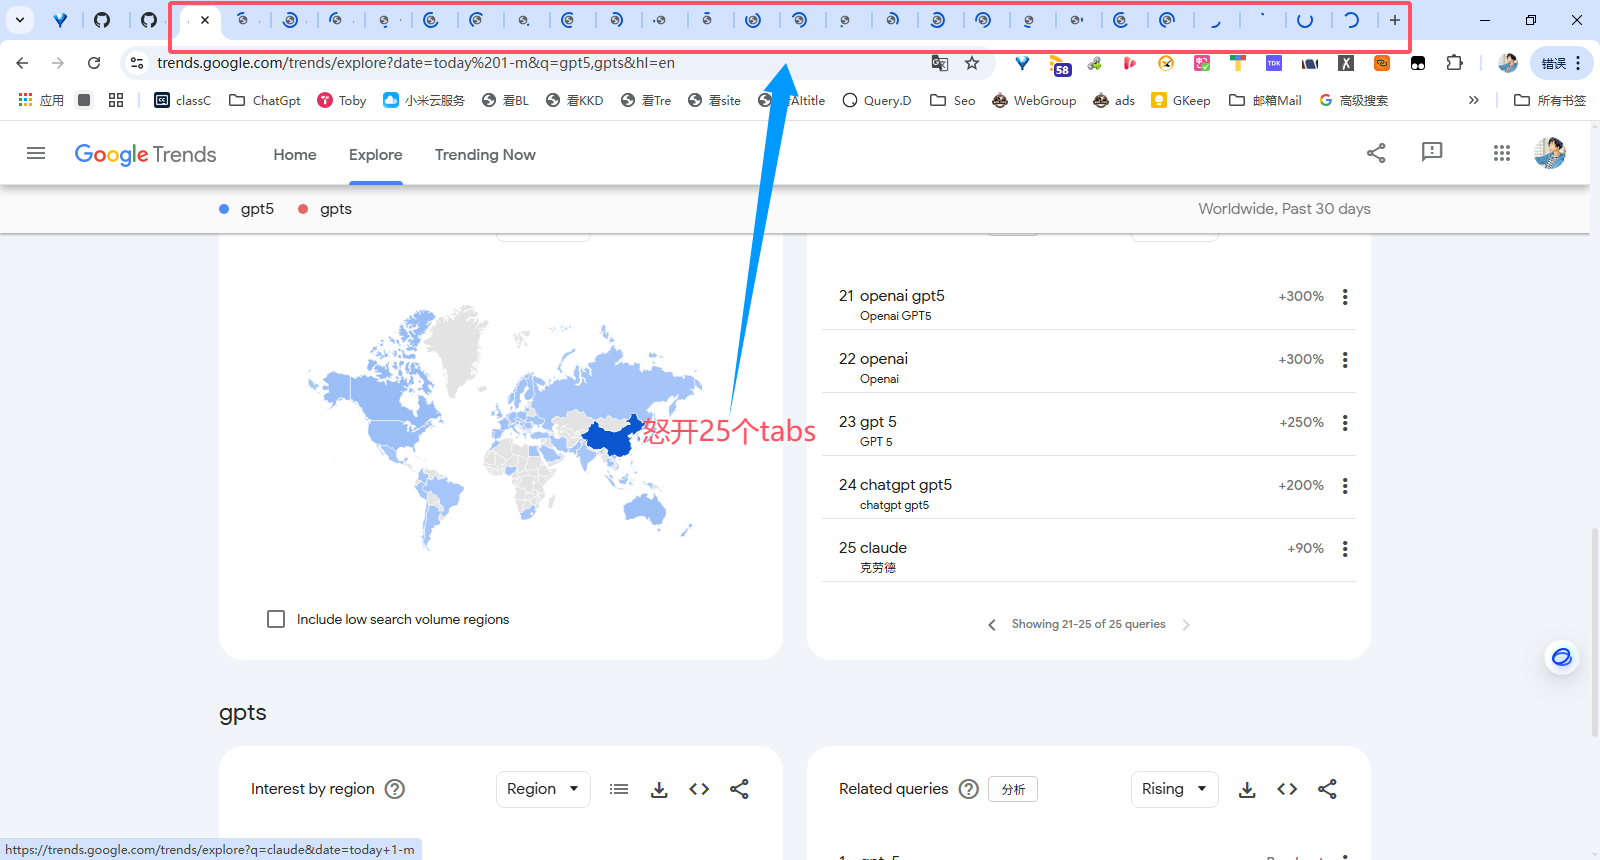 trends.google.com/trends/explore?date=today%201-m&q=gpt5,gpts&hl=en
58
TDK
错误
应用
classC
ChatGpt
Toby
小米云服务
看BL
看KKD
看Tre
看site
AItitle
Query.D
Seo
WebGroup
ads
GKeep
邮箱Mail
高级搜索
所有书签
Google Trends
Home
Explore
Trending Now
gpt5
gpts
Worldwide, Past 30 days
21 openai gpt5
+300%
Openai GPT5
22 openai
+300%
Openai
23 gpt 5
+250%
GPT 5
24 chatgpt gpt5
+200%
chatgpt gpt5
25 claude
+90%
克劳德
怒开25个tabs
Include low search volume regions
Showing 21-25 of 25 queries
gpts
Interest by region
Region
Related queries
分析
Rising
https://trends.google.com/trends/explore?q=claude&date=today+1-m